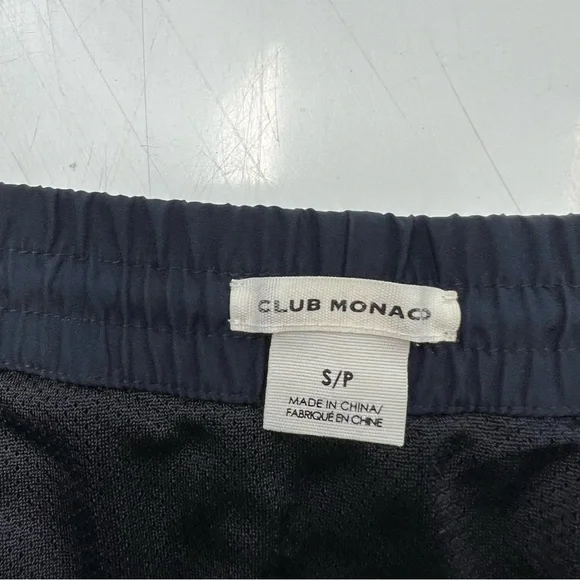 CLUB MONACO
S/P
MADE IN CHINA/
FABRIQUÉ EN CHINE